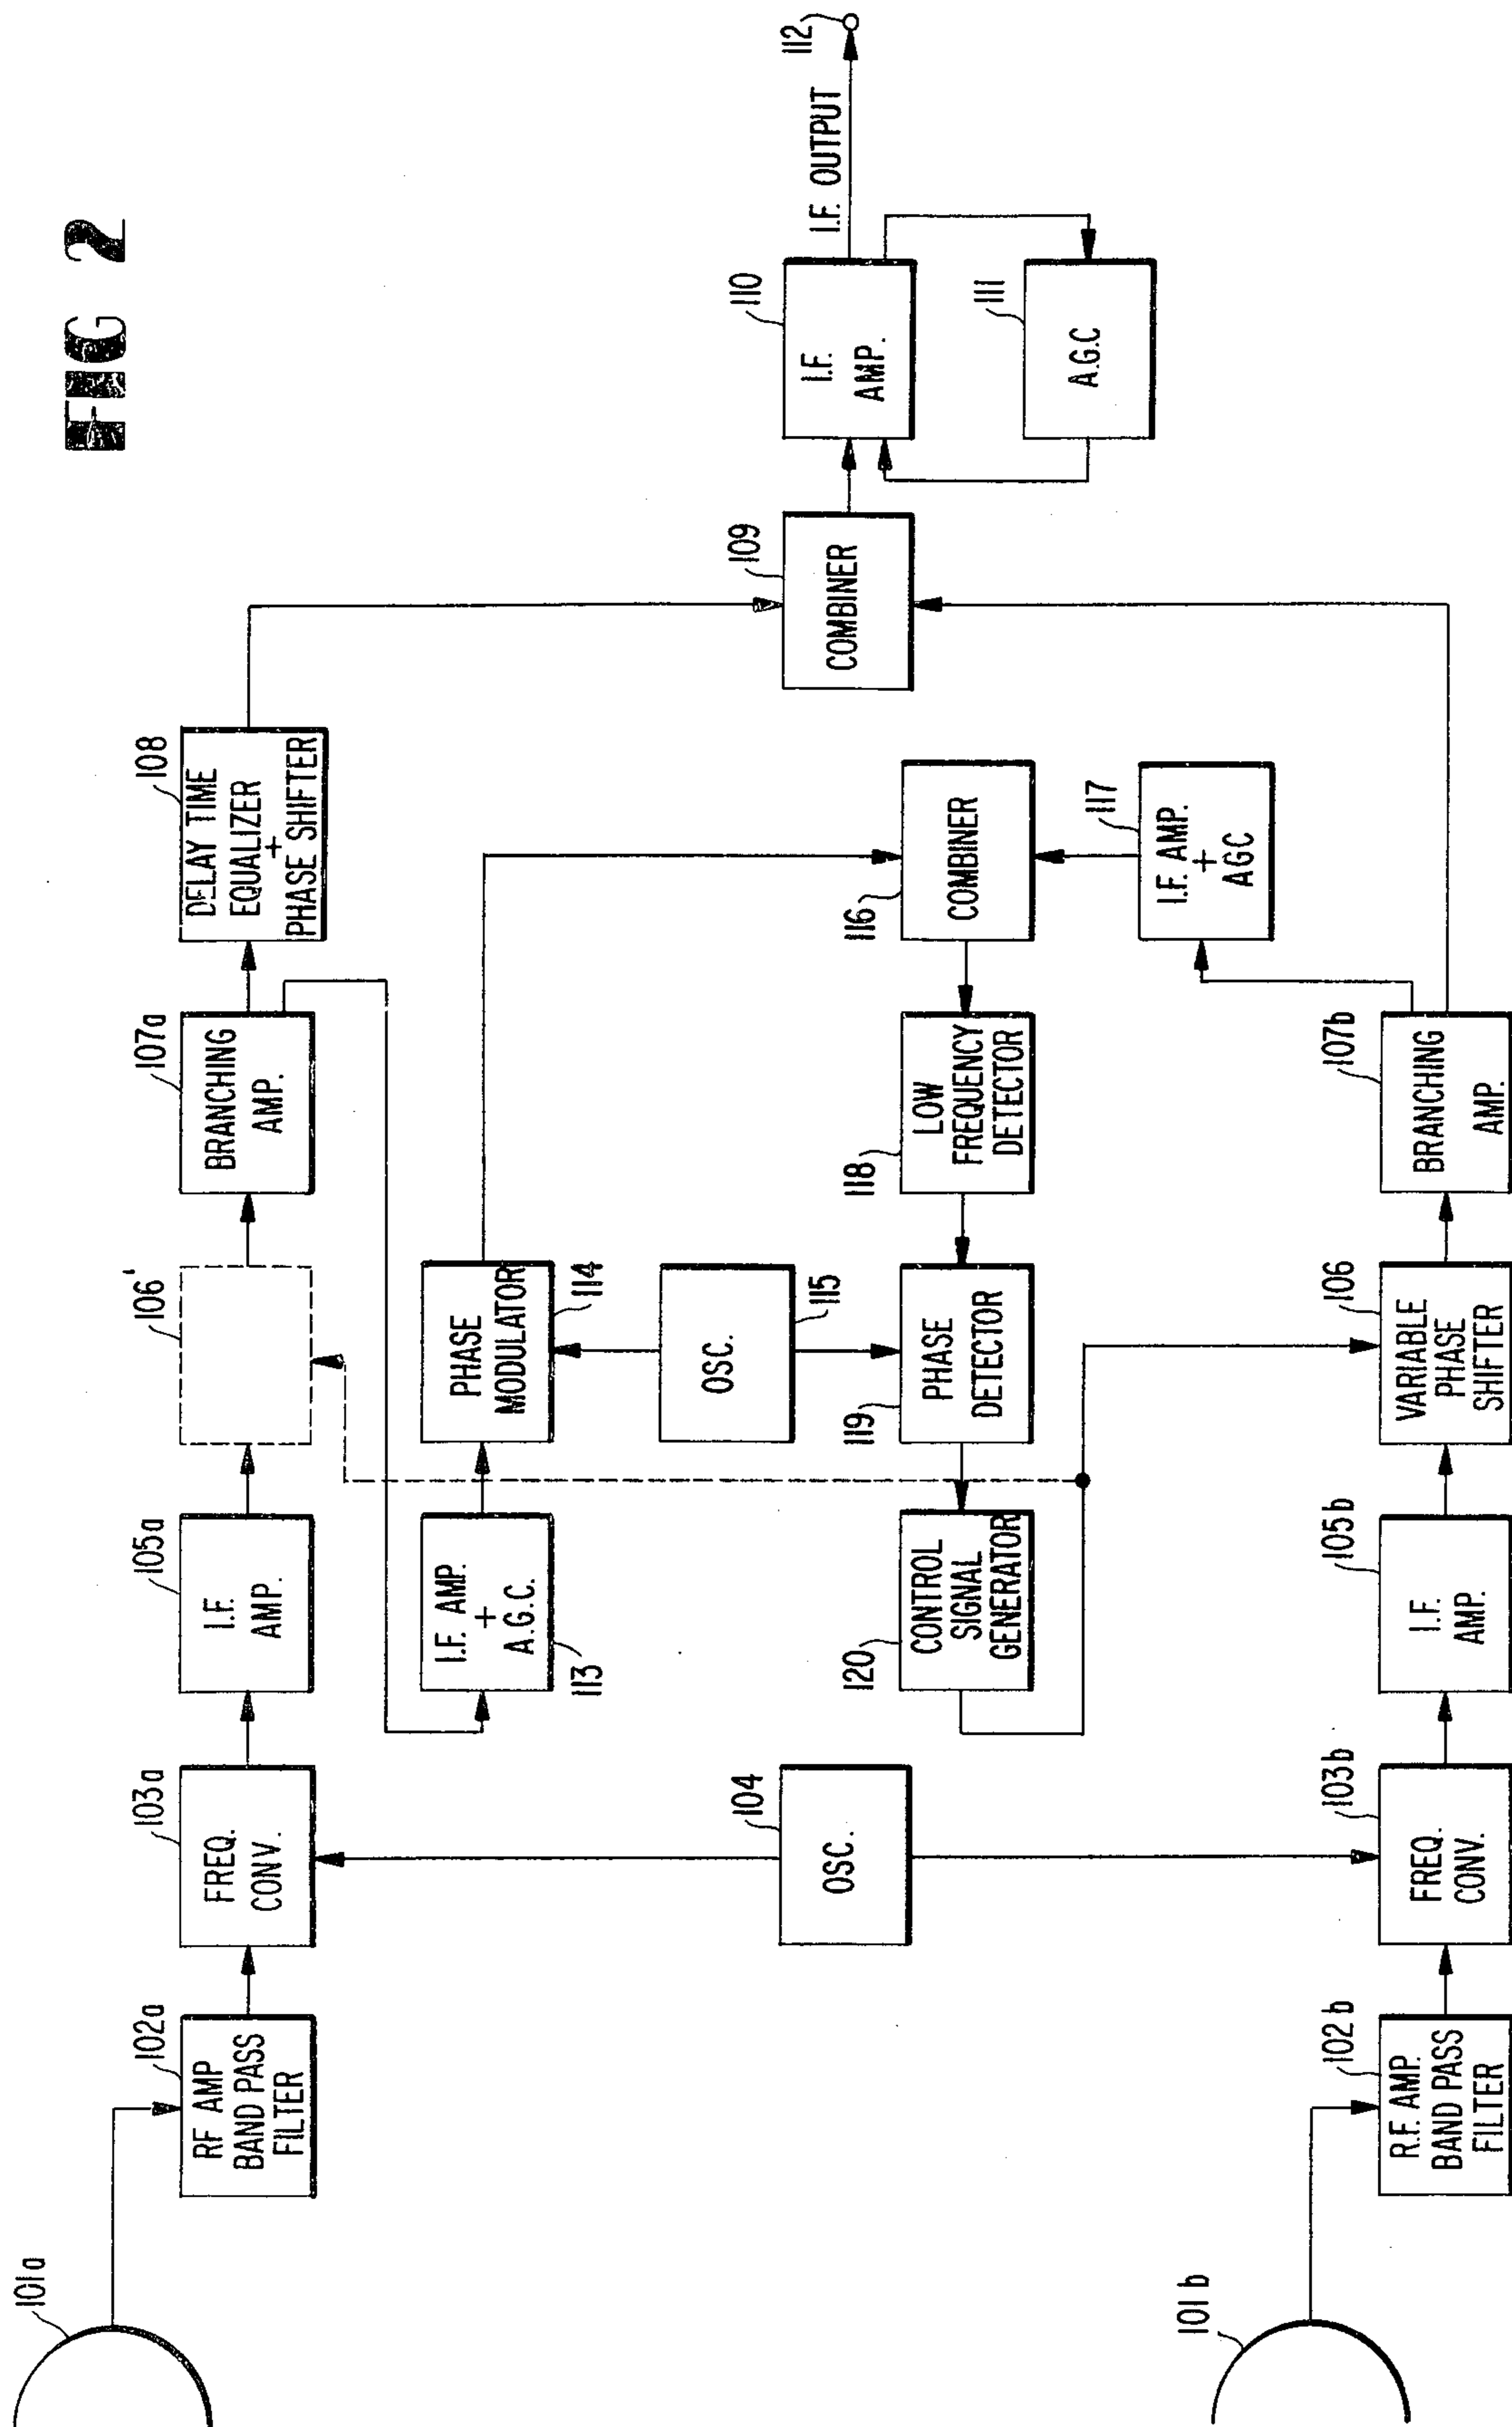 FIG 2
101a
102a
RF AMP
BAND PASS
FILTER
103a
FREQ.
CONV.
105a
I.F.
AMP.
106'
107a
BRANCHING
AMP.
108
DELAY TIME
EQUALIZER
+
PHASE SHIFTER
I.F. AMP.
+
A.G.C.
113
PHASE
MODULATOR
114
104
OSC.
OSC.
115
109
COMBINER
110
I.F.
AMP.
I.F. OUTPUT
112
111
A.G.C
120
CONTROL
SIGNAL
GENERATOR
119
PHASE
DETECTOR
118
LOW
FREQUENCY
DETECTOR
116
COMBINER
117
I.F. AMP.
+
AGC
101b
102b
R.F. AMP.
BAND PASS
FILTER
103b
FREQ.
CONV.
105b
I.F.
AMP.
106
VARIABLE
PHASE
SHIFTER
107b
BRANCHING
AMP.